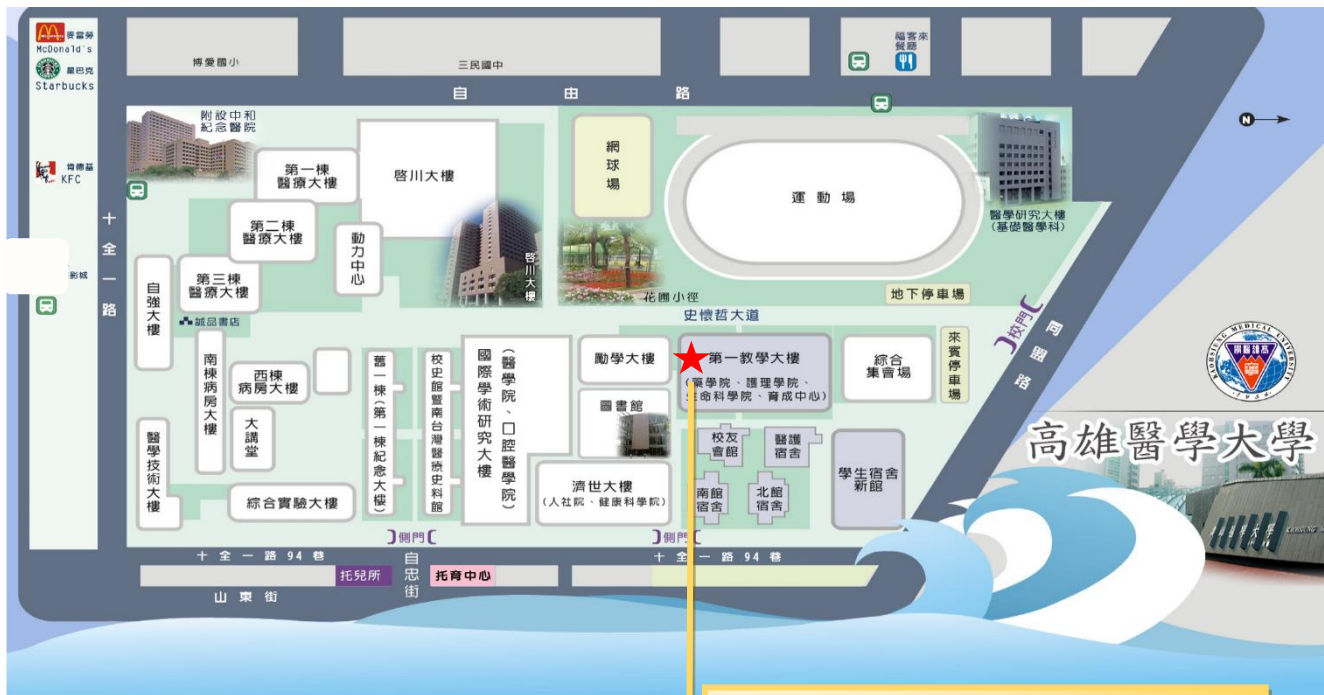 麥當勞
McDonald's
星巴克
Starbucks
肯德基
KFC
影城
博愛國小
三民國中
福客來
餐廳
自由路
N
附設中和
紀念醫院
第一棟
醫療大樓
啓川大樓
網
球
場
運動場
醫學研究大樓
(基礎醫學科)
十全一路
第二棟
醫療大樓
動力中心
啓川大樓
第三棟
醫療大樓
自強大樓
花圃小徑
地下停車場
誠品書店
史懷哲大道
校門
同盟路
南棟病房大樓
西棟
病房大樓
舊一棟(第一棟紀念大樓)
校史館暨南台灣醫療史料館
國際學術研究大樓
(醫學院、口腔醫學院)
勵學大樓
第一教學大樓
(藥學院、護理學院、
生命科學院、育成中心)
綜合
集會場
來賓停車場
KAOHSIUNG MEDICAL UNIVERSITY
1954
圖書館
大講堂
醫學技術大樓
校友
會館
醫護
宿舍
高雄醫學大學
學生宿舍
新館
綜合實驗大樓
濟世大樓
(人社院、健康科學院)
南館
宿舍
北館
宿舍
側門
側門
十全一路94巷
十全一路94巷
托兒所
自忠街
托育中心
山東街